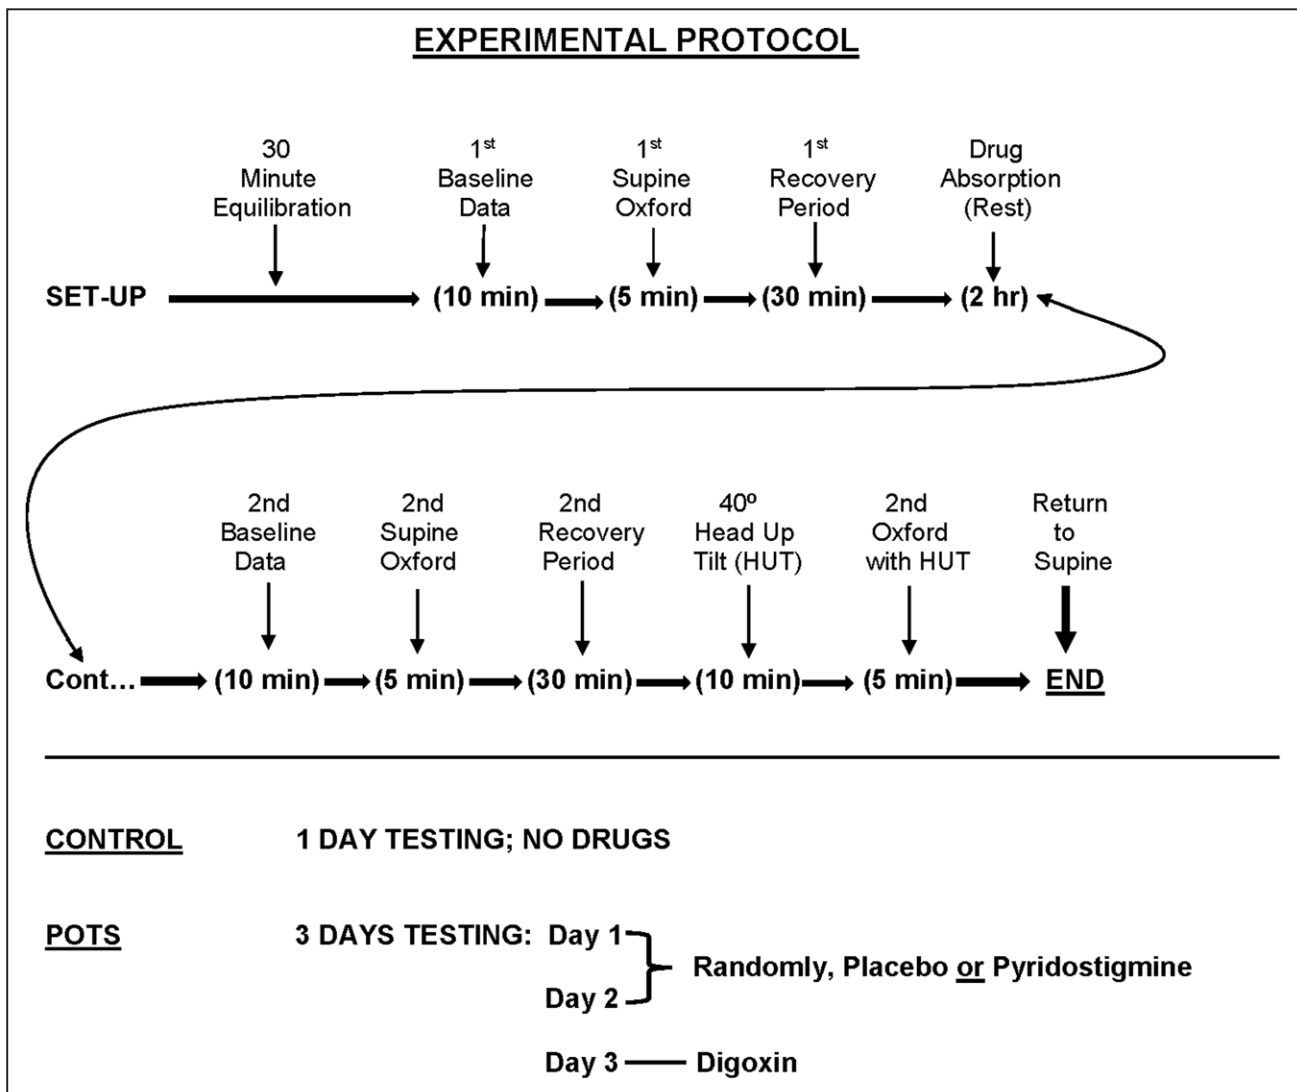 EXPERIMENTAL PROTOCOL
30
Minute
Equilibration
1st
Baseline
Data
1st
Supine
Oxford
1st
Recovery
Period
Drug
Absorption
(Rest)
SET-UP (10 min) (5 min) (30 min) (2 hr)
2nd
Baseline
Data
2nd
Supine
Oxford
2nd
Recovery
Period
40º
Head Up
Tilt (HUT)
2nd
Oxford
with HUT
Return
to
Supine
Cont... (10 min) (5 min) (30 min) (10 min) (5 min) END
CONTROL 1 DAY TESTING; NO DRUGS
POTS 3 DAYS TESTING: Day 1
Randomly, Placebo or Pyridostigmine
Day 2
Day 3 Digoxin